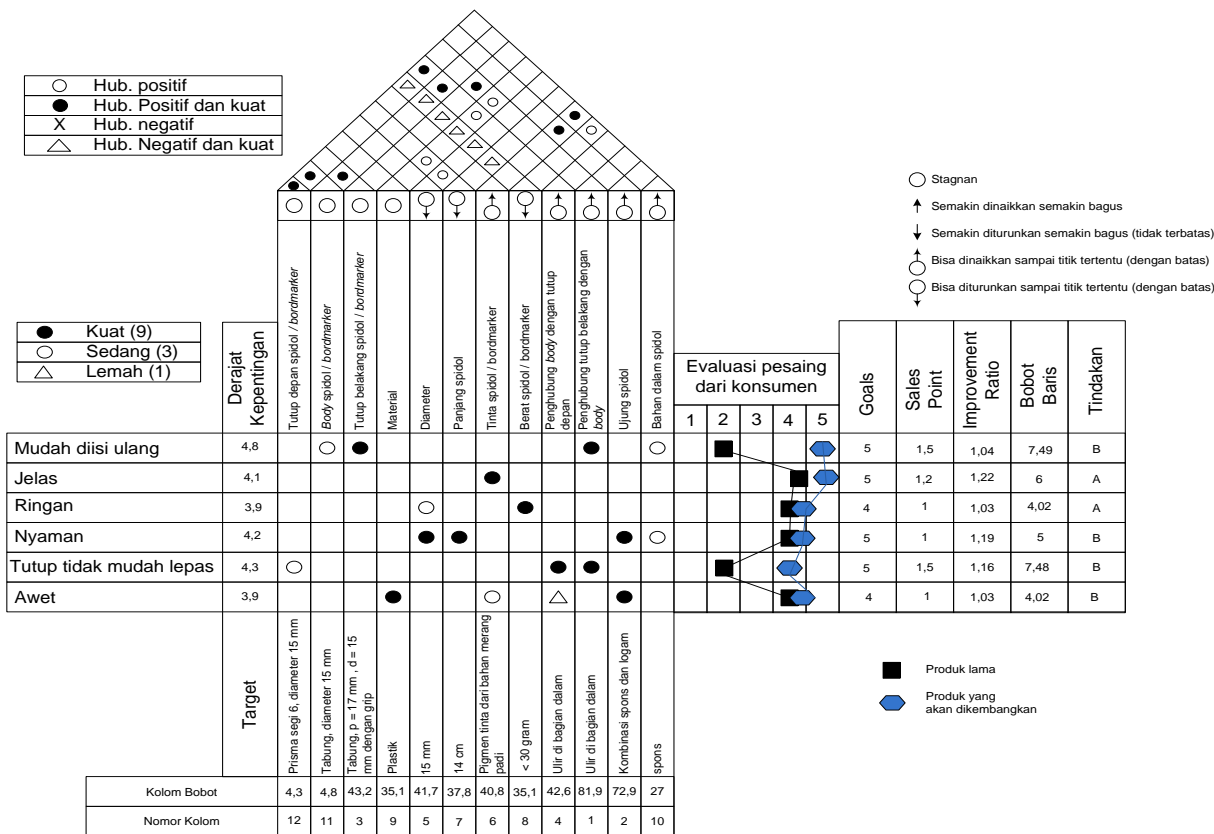 Hub. positif
Hub. Positif dan kuat
X Hub. negatif
Hub. Negatif dan kuat
Stagnan
Semakin dinaikkan semakin bagus
Semakin diturunkan semakin bagus (tidak terbatas)
Bisa dinaikkan sampai titik tertentu (dengan batas)
Bisa diturunkan sampai titik tertentu (dengan batas)
Kuat (9)
Sedang (3)
Lemah (1)
Derajat
Kepentingan
Tutup depan spidol / bordmarker
Body spidol / bordmarker
Tutup belakang spidol / bordmarker
Material
Diameter
Panjang spidol
Tinta spidol / bordmarker
Berat spidol / bordmarker
Penghubung body dengan tutup
depan
Penghubung tutup belakang dengan
body
Ujung spidol
Bahan dalam spidol
Evaluasi pesaing
dari konsumen
1 2 3 4 5
Goals
Sales
Point
Improvement
Ratio
Bobot
Baris
Tindakan
Mudah diisi ulang 4,8 5 1,5 1,04 7,49 B
Jelas 4,1 5 1,2 1,22 6 A
Ringan 3,9 4 1 1,03 4,02 A
Nyaman 4,2 5 1 1,19 5 B
Tutup tidak mudah lepas 4,3 5 1,5 1,16 7,48 B
Awet 3,9 4 1 1,03 4,02 B
Target
Prisma segi 6, diameter 15 mm
Tabung, diameter 15 mm
Tabung, p = 17 mm , d = 15
mm dengan grip
Plastik
15 mm
14 cm
Pigmen tinta dari bahan merang
padi
< 30 gram
Ulir di bagian dalam
Ulir di bagian dalam
Kombinasi spons dan logam
spons
Produk lama
Produk yang
akan dikembangkan
Kolom Bobot 4,3 4,8 43,2 35,1 41,7 37,8 40,8 35,1 42,6 81,9 72,9 27
Nomor Kolom 12 11 3 9 5 7 6 8 4 1 2 10